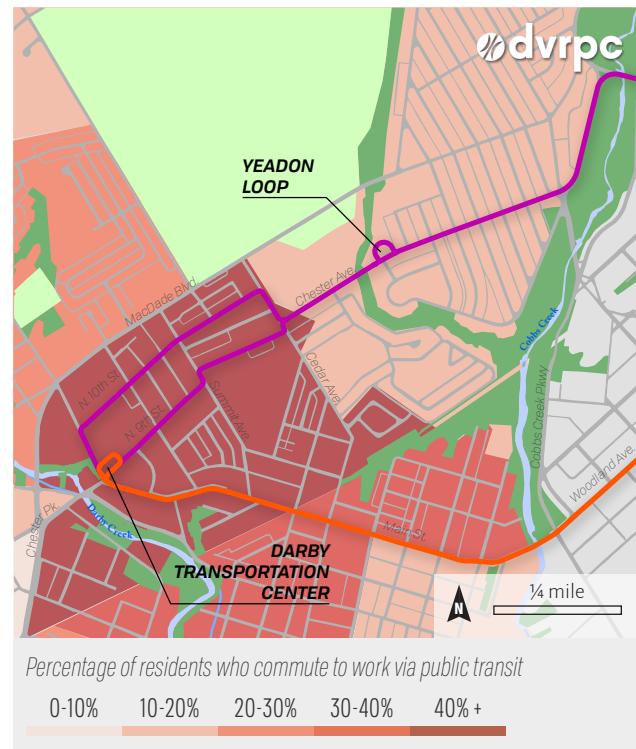 dvrpc
YEADON
LOOP
MacDade Blvd.
Chester Ave.
Cobbs Creek
N. 10th St.
Cedar Ave.
N. 9th St.
Summit Ave.
Cobbs Creek Pkwy.
Woodland Ave.
Chester Pk.
Darby Creek
Main St.
DARBY
TRANSPORTATION
CENTER
N
¼ mile
Percentage of residents who commute to work via public transit
0-10% 10-20% 20-30% 30-40% 40% +